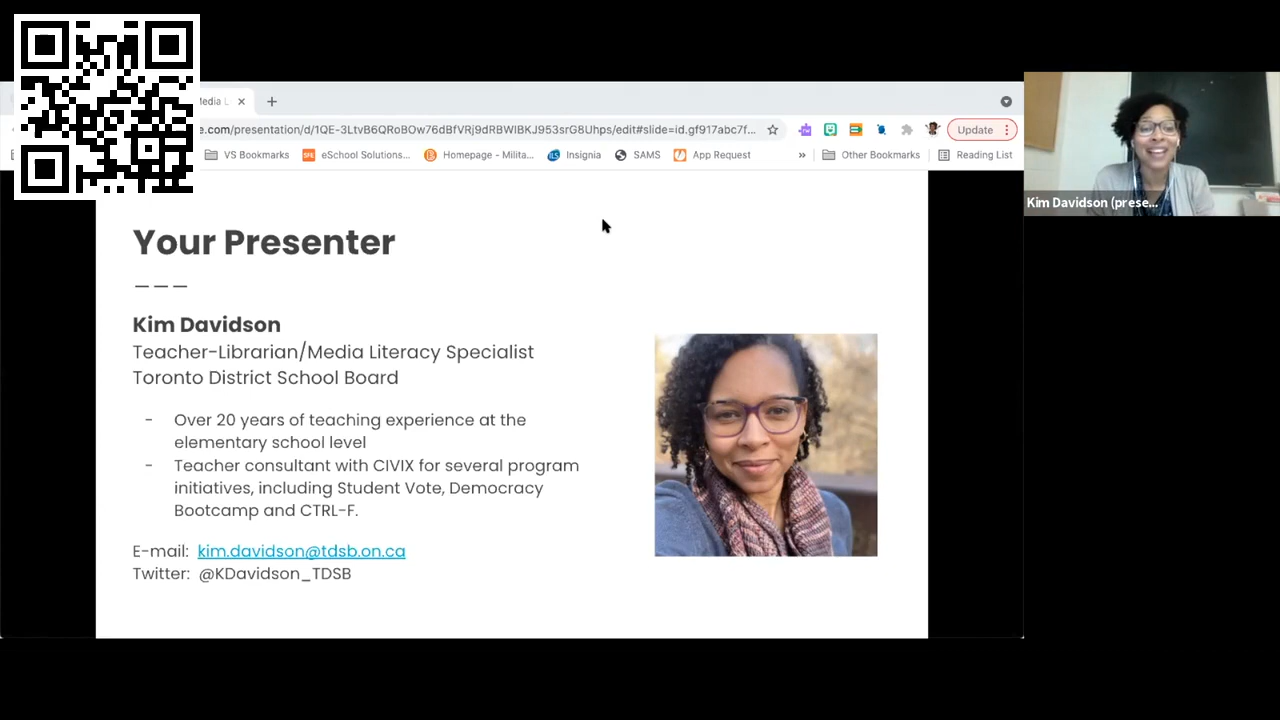 Media L
e.com/presentation/d/1QE-3LtvB6QRoBOw76dBfVRj9dRBWIBKJ953srG8Uhps/edit#slide=id.gf917abc7f...
Update
VS Bookmarks
eSchool Solutions...
Homepage - Milita...
Insignia
SAMS
App Request
»
Other Bookmarks
Reading List
Kim Davidson (prese...
Your Presenter
Kim Davidson
Teacher-Librarian/Media Literacy Specialist
Toronto District School Board
- Over 20 years of teaching experience at the
elementary school level
- Teacher consultant with CIVIX for several program
initiatives, including Student Vote, Democracy
Bootcamp and CTRL-F.
E-mail: kim.davidson@tdsb.on.ca
Twitter: @KDavidson_TDSB